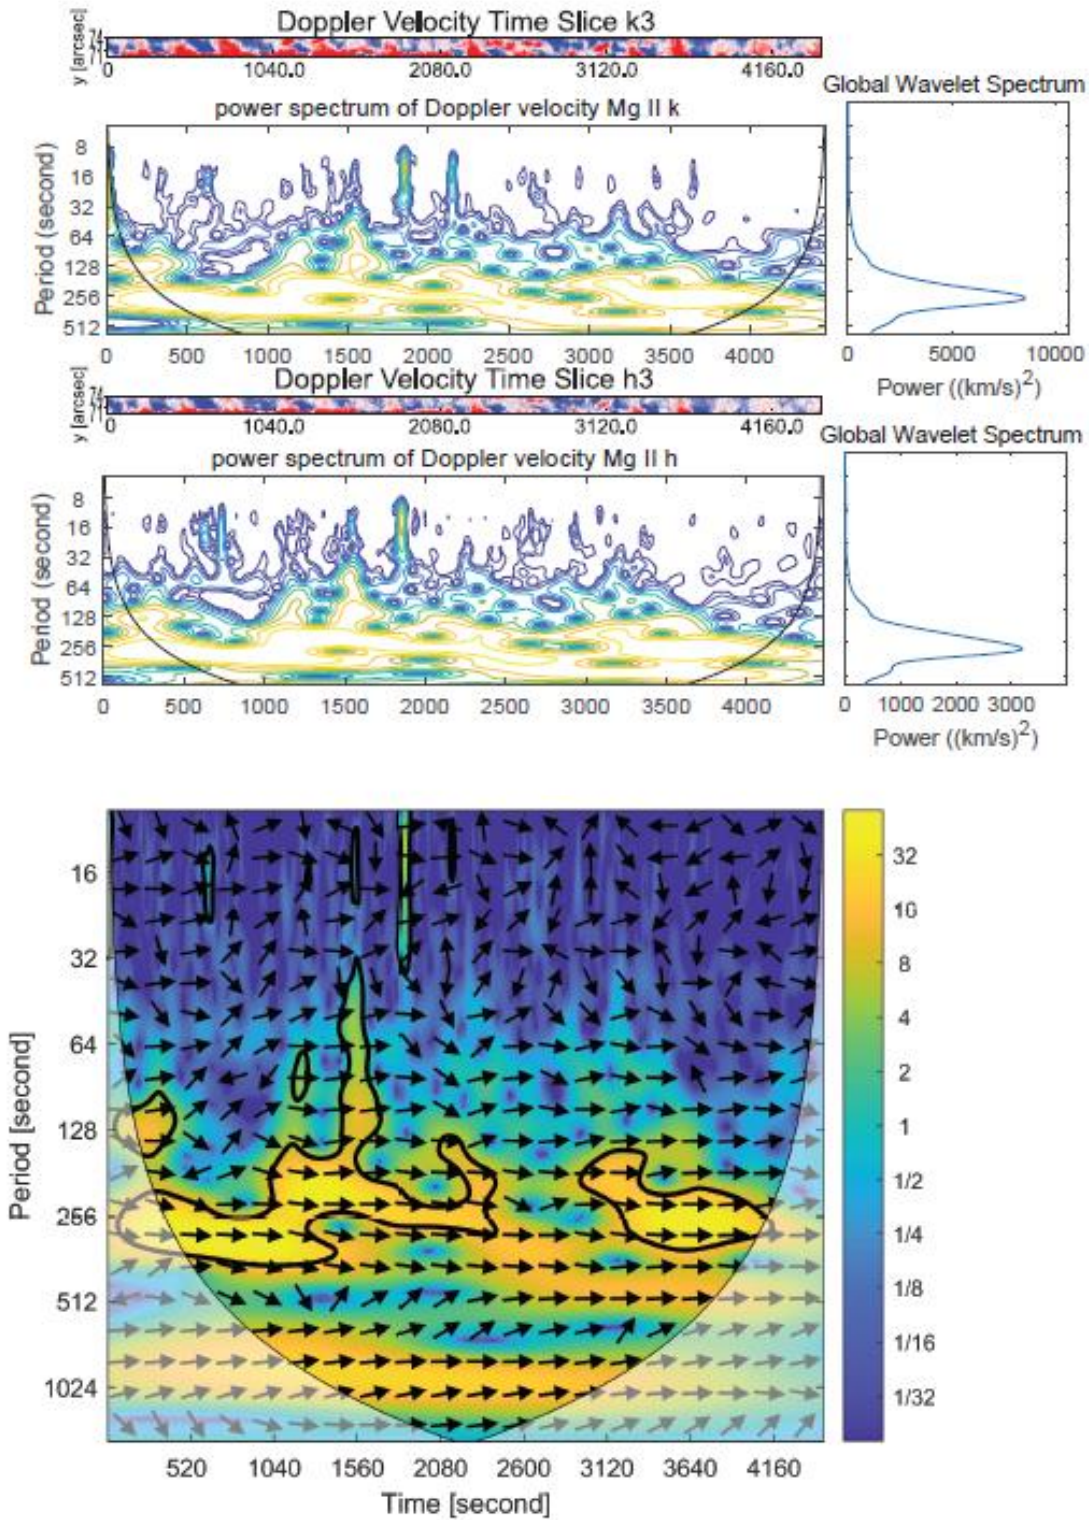 Doppler Velocity Time Slice k3
y [arcsec]
0 1040.0 2080.0 3120.0 4160.0
Global Wavelet Spectrum
power spectrum of Doppler velocity Mg II k
Period (second)
8
16
32
64
128
256
512
0 500 1000 1500 2000 2500 3000 3500 4000
0 5000 10000
Power ((km/s)2)
Doppler Velocity Time Slice h3
y [arcsec]
0 1040.0 2080.0 3120.0 4160.0
Global Wavelet Spectrum
power spectrum of Doppler velocity Mg II h
Period (second)
8
16
32
64
128
256
512
0 500 1000 1500 2000 2500 3000 3500 4000
0 1000 2000 3000
Power ((km/s)2)
Period [second]
16
32
64
128
256
512
1024
520 1040 1560 2080 2600 3120 3640 4160
Time [second]
32
16
8
4
2
1
1/2
1/4
1/8
1/16
1/32